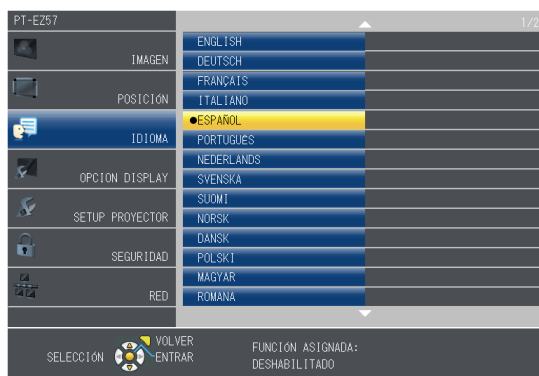 PT-EZ57
1/2
IMAGEN
POSICIÓN
IDIOMA
OPCION DISPLAY
SETUP PROYECTOR
SEGURIDAD
RED
ENGLISH
DEUTSCH
FRANÇAIS
ITALIANO
●ESPAÑOL
PORTUGUÊS
NEDERLANDS
SVENSKA
SUOMI
NORSK
DANSK
POLSKI
MAGYAR
ROMANA
SELECCIÓN
VOLVER
ENTRAR
FUNCIÓN ASIGNADA:
DESHABILITADO